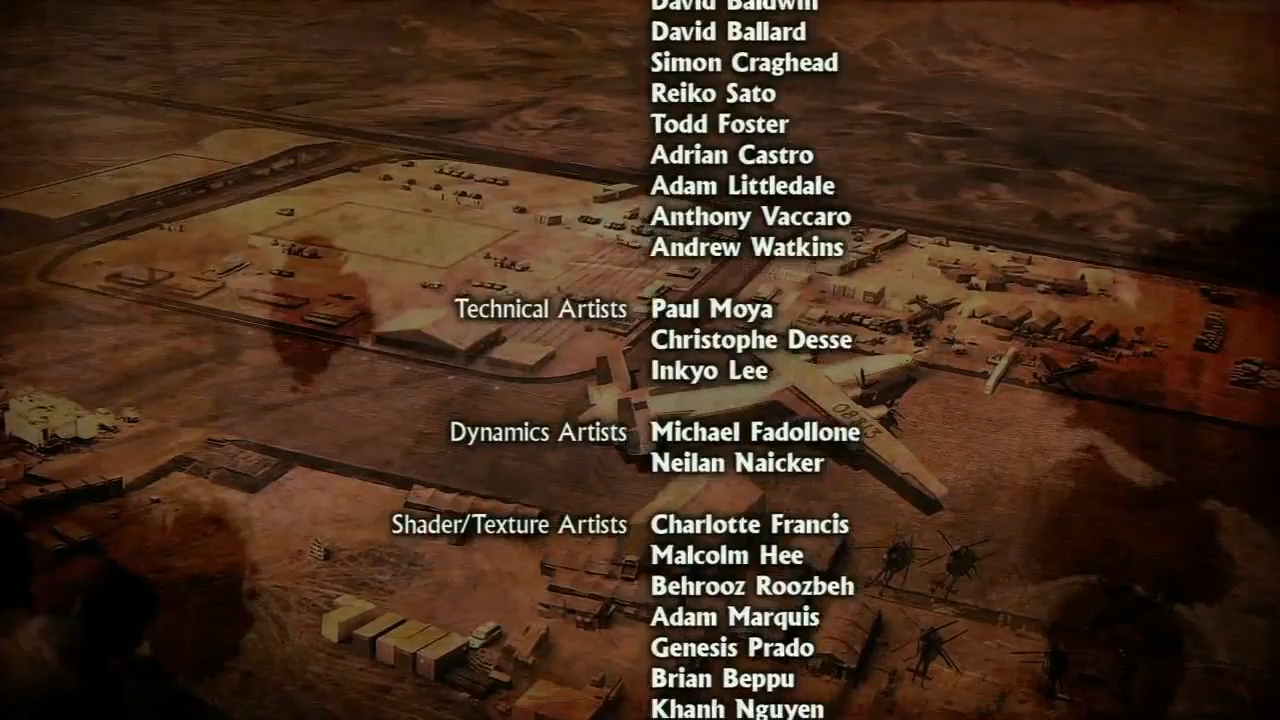 David Baldwin
David Ballard
Simon Craghead
Reiko Sato
Todd Foster
Adrian Castro
Adam Littledale
Anthony Vaccaro
Andrew Watkins
Technical Artists Paul Moya
Christophe Desse
Inkyo Lee
Dynamics Artists Michael Fadollone
Neilan Naicker
Shader/Texture Artists Charlotte Francis
Malcolm Hee
Behrooz Roozbeh
Adam Marquis
Genesis Prado
Brian Beppu
Khanh Nguyen